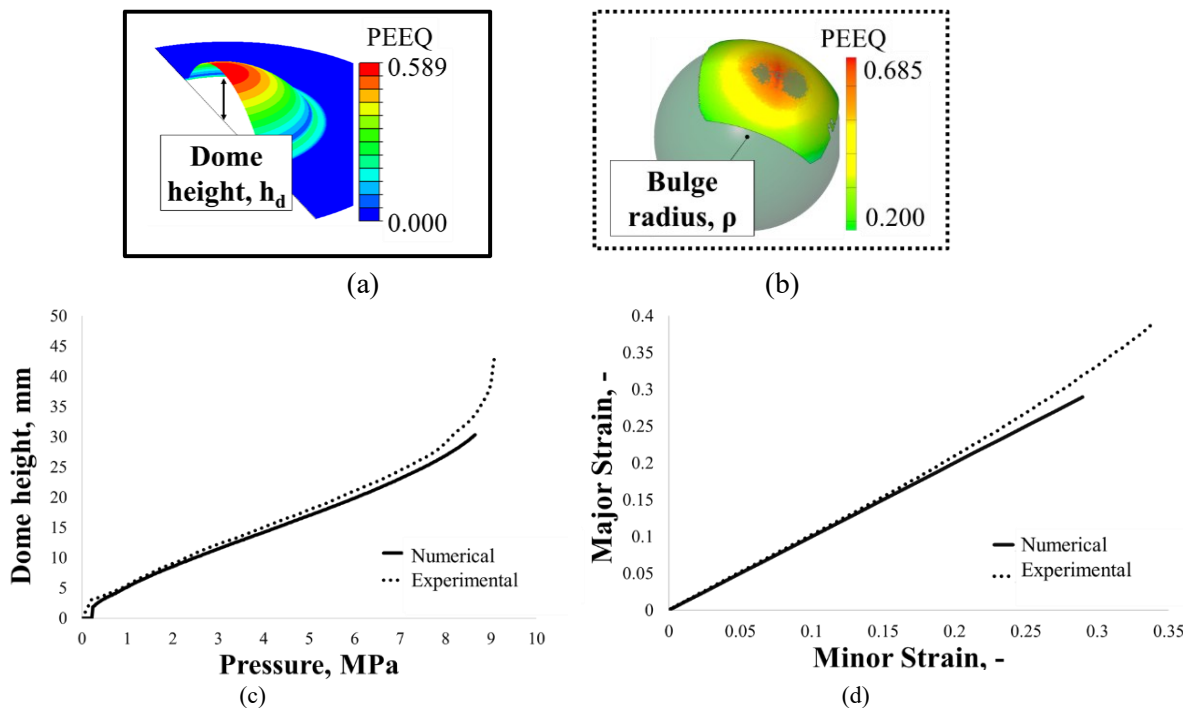 PEEQ
0.589
Dome
height, h_d
0.000
(a)
PEEQ
0.685
Bulge
radius, ρ
0.200
(b)
Dome height, mm
50
45
40
35
30
25
20
15
10
5
0
Numerical
Experimental
0 1 2 3 4 5 6 7 8 9 10
Pressure, MPa
(c)
Major Strain, -
0.4
0.35
0.3
0.25
0.2
0.15
0.1
0.05
0
Numerical
Experimental
0 0.05 0.1 0.15 0.2 0.25 0.3 0.35
Minor Strain, -
(d)